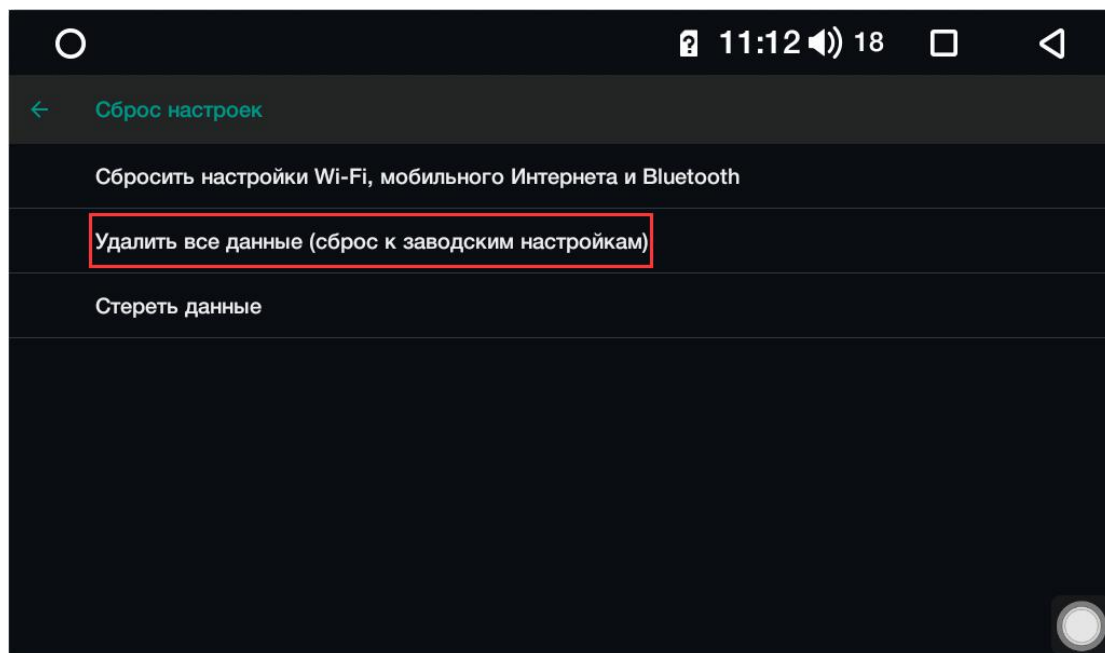 11:12 18
Сброс настроек
Сбросить настройки Wi-Fi, мобильного Интернета и Bluetooth
Удалить все данные (сброс к заводским настройкам)
Стереть данные